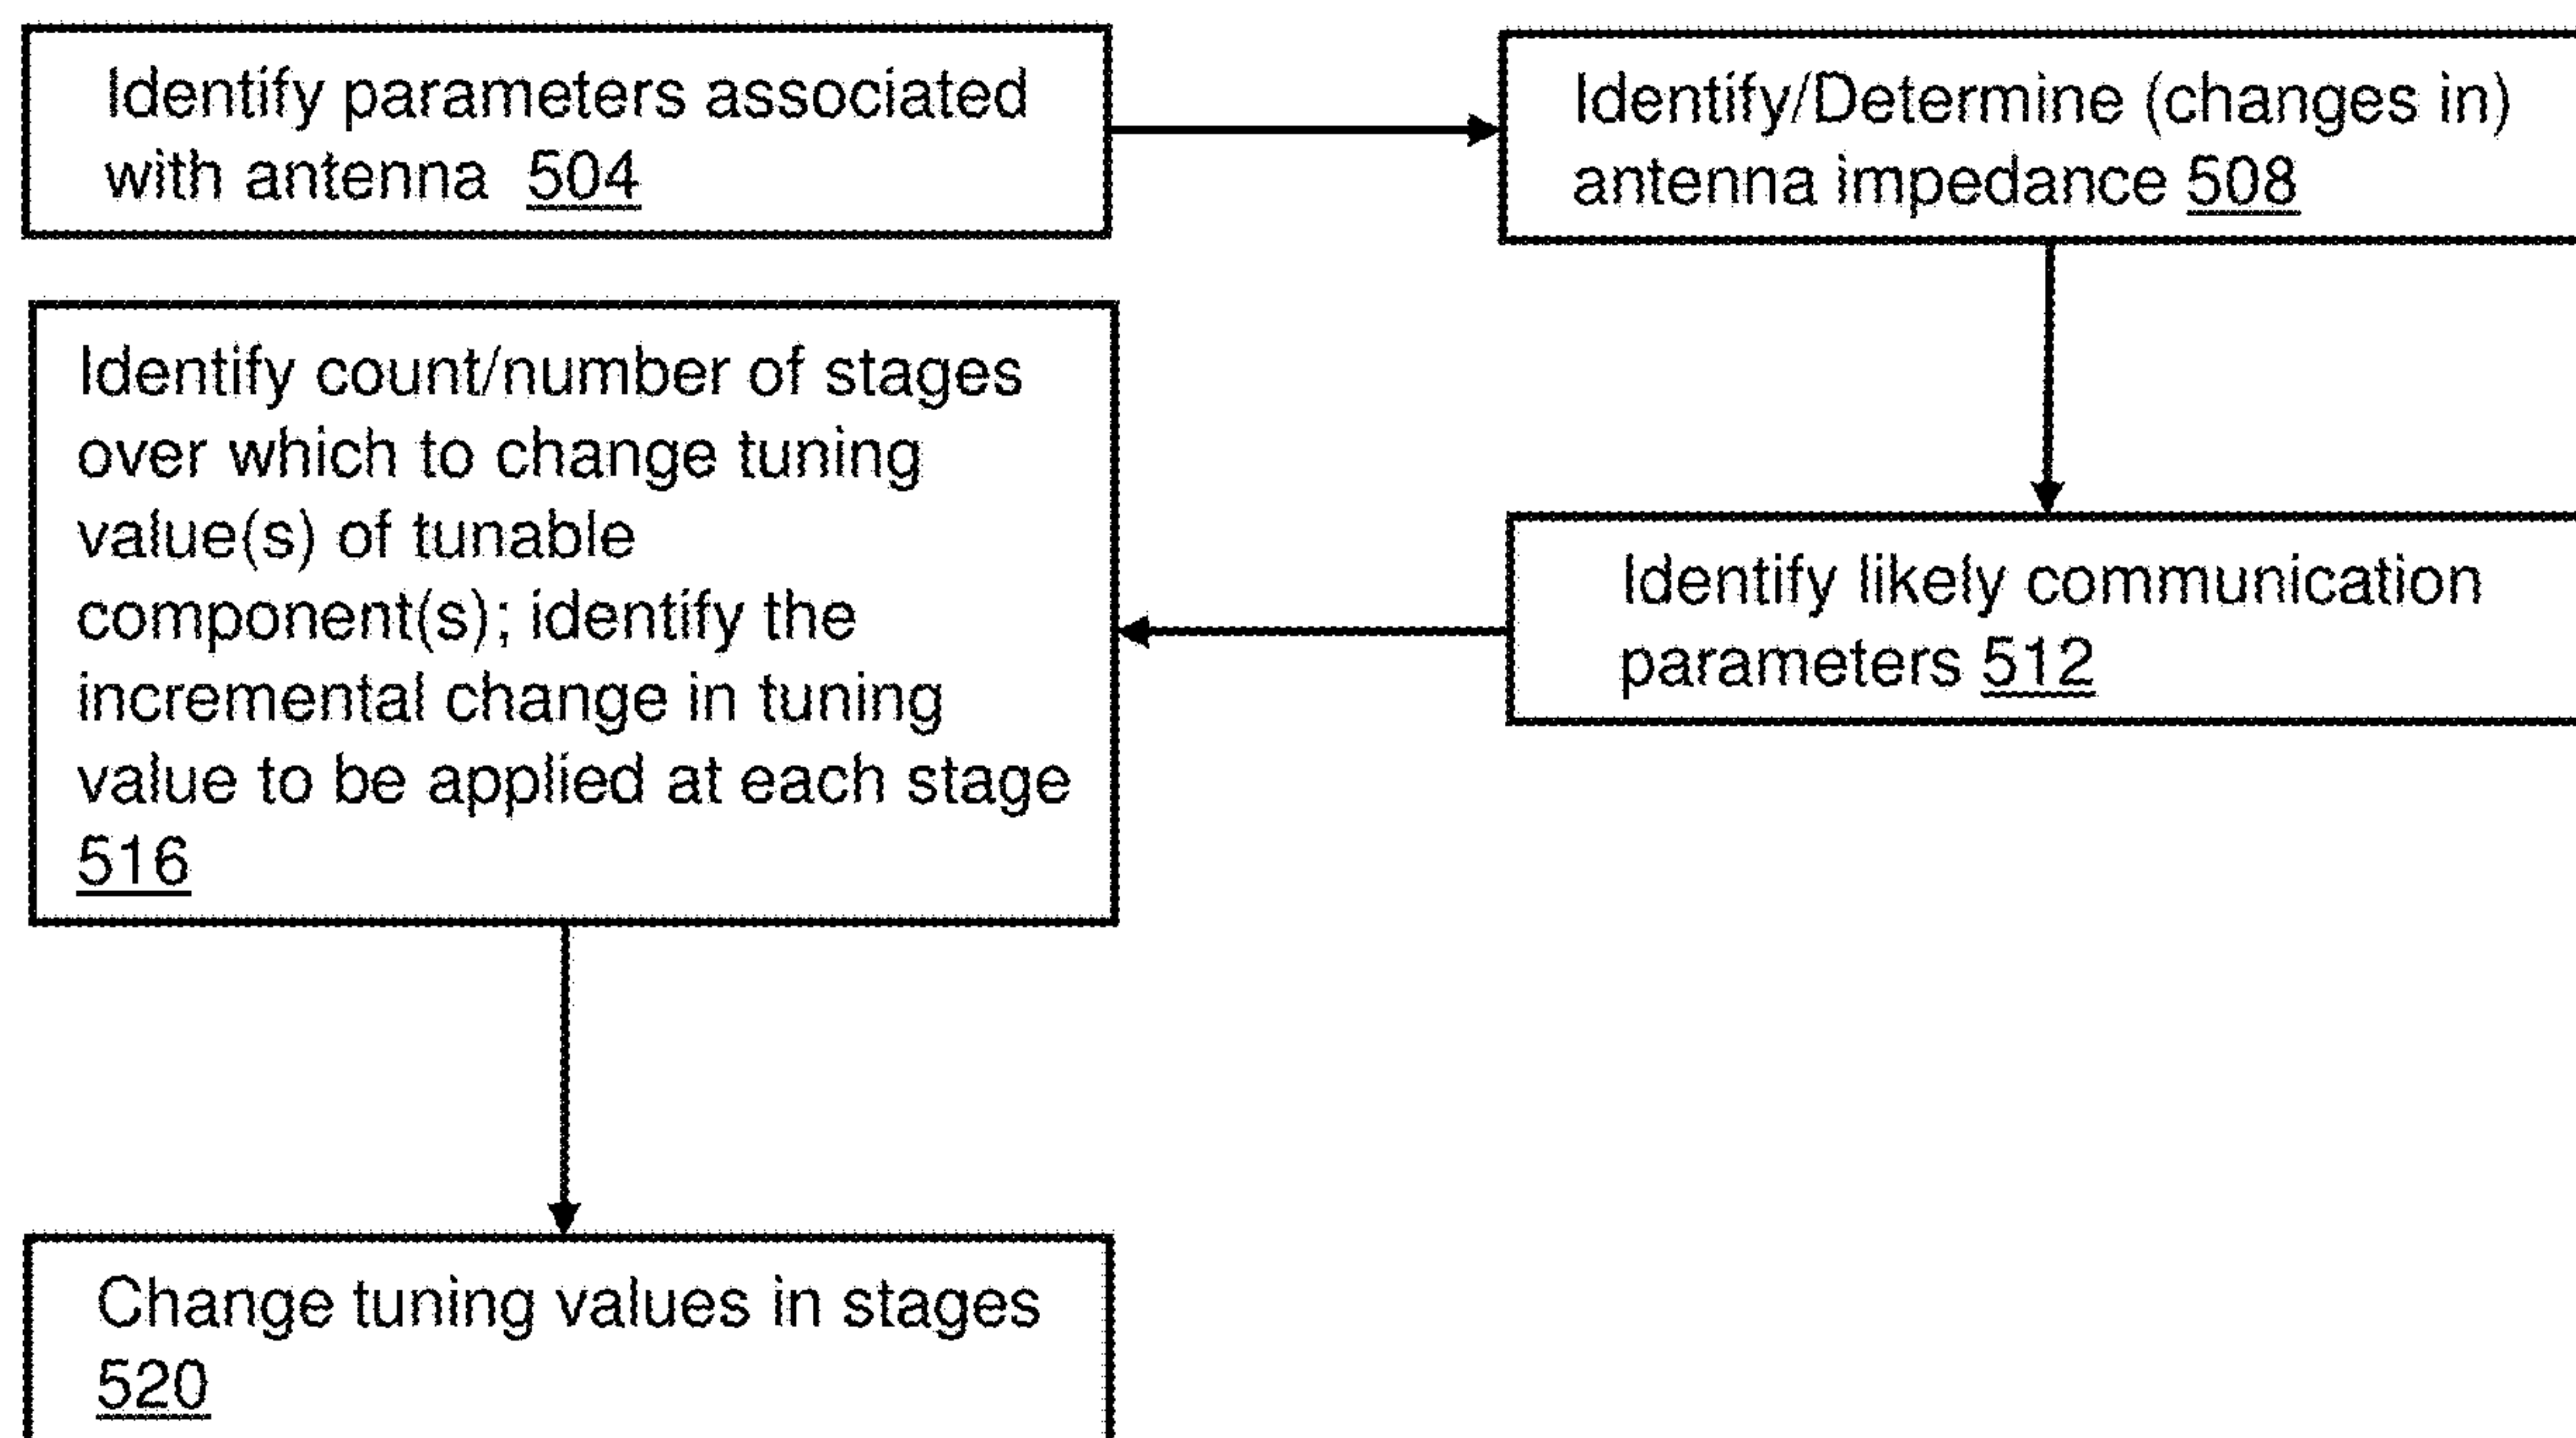 Identify parameters associated
with antenna 504
Identify/Determine (changes in)
antenna impedance 508
Identify likely communication
parameters 512
Identify count/number of stages
over which to change tuning
value(s) of tunable
component(s); identify the
incremental change in tuning
value to be applied at each stage
516
Change tuning values in stages
520